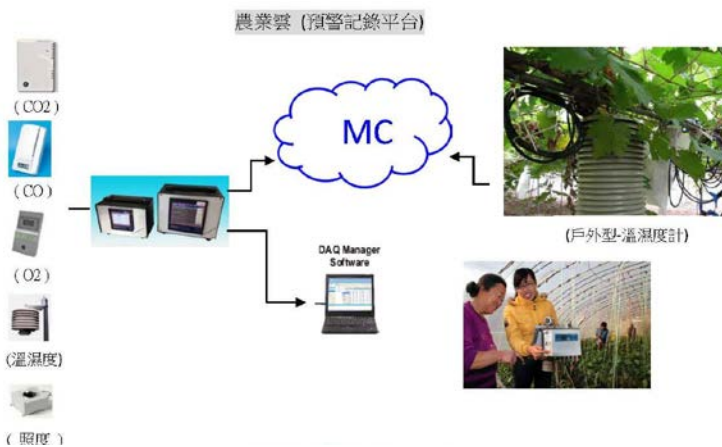 農業雲 (預警記錄平台)
( CO2)
( CO )
( O2 )
(溫濕度)
( 照度 )
MC
DAQ Manager
Software
(戶外型-溫濕度計)